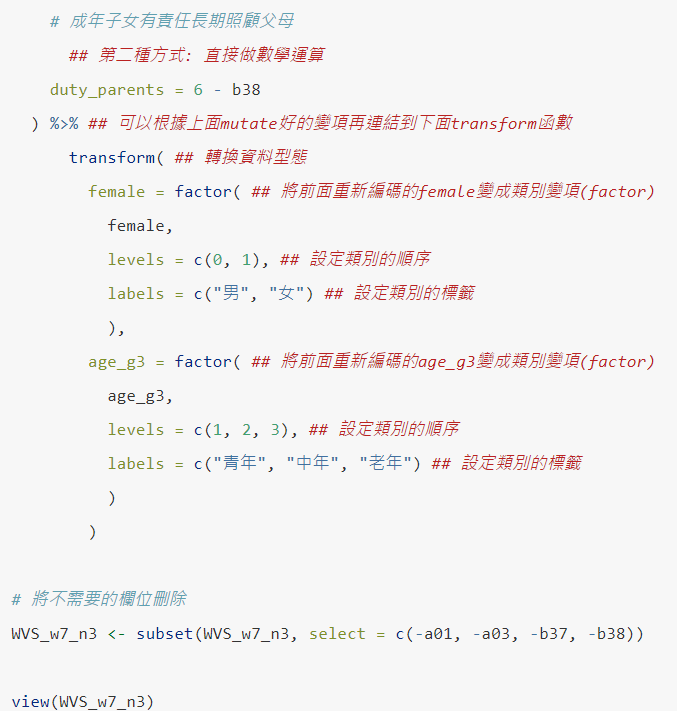 # 成年子女有責任長期照顧父母
## 第二種方式: 直接做數學運算
duty_parents = 6 - b38
) %>% ## 可以根據上面mutate好的變項再連結到下面transform函數
transform( ## 轉換資料型態
female = factor( ## 將前面重新編碼的female變成類別變項(factor)
female,
levels = c(0, 1), ## 設定類別的順序
labels = c("男", "女") ## 設定類別的標籤
),
age_g3 = factor( ## 將前面重新編碼的age_g3變成類別變項(factor)
age_g3,
levels = c(1, 2, 3), ## 設定類別的順序
labels = c("青年", "中年", "老年") ## 設定類別的標籤
)
)
# 將不需要的欄位刪除
WVS_w7_n3 <- subset(WVS_w7_n3, select = c(-a01, -a03, -b37, -b38))
view(WVS_w7_n3)